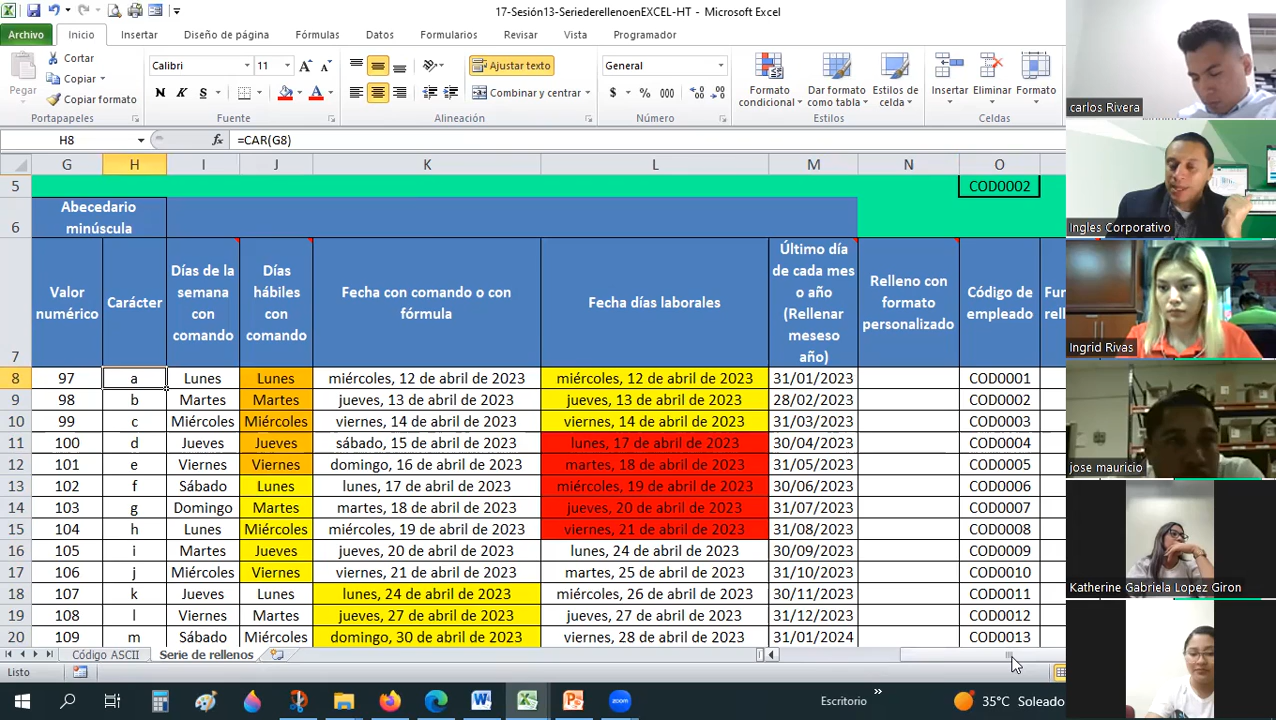 17-Sesión13-SeriederellenoenEXCEL-HT - Microsoft Excel
Archivo Inicio Insertar Diseño de página Fórmulas Datos Formularios Revisar Vista Programador
Pegar
Cortar
Copiar
Copiar formato
Portapapeles
Calibri 11
N K S
Fuente
Ajustar texto
Combinar y centrar
Alineación
General
$ % 000
Número
Formato condicional
Dar formato como tabla
Estilos de celda
Estilos
Insertar Eliminar Formato
Celdas
H8 fx =CAR(G8)
G H I J K L M N O
5 COD0002
6 Abecedario minúscula
7 Valor numérico Carácter Días de la semana con comando Días hábiles con comando Fecha con comando o con fórmula Fecha días laborales Último día de cada mes o año (Rellenar meseso año) Relleno con formato personalizado Código de empleado
8 97 a Lunes Lunes miércoles, 12 de abril de 2023 miércoles, 12 de abril de 2023 31/01/2023 COD0001
9 98 b Martes Martes jueves, 13 de abril de 2023 jueves, 13 de abril de 2023 28/02/2023 COD0002
10 99 c Miércoles Miércoles viernes, 14 de abril de 2023 viernes, 14 de abril de 2023 31/03/2023 COD0003
11 100 d Jueves Jueves sábado, 15 de abril de 2023 lunes, 17 de abril de 2023 30/04/2023 COD0004
12 101 e Viernes Viernes domingo, 16 de abril de 2023 martes, 18 de abril de 2023 31/05/2023 COD0005
13 102 f Sábado Lunes lunes, 17 de abril de 2023 miércoles, 19 de abril de 2023 30/06/2023 COD0006
14 103 g Domingo Martes martes, 18 de abril de 2023 jueves, 20 de abril de 2023 31/07/2023 COD0007
15 104 h Lunes Miércoles miércoles, 19 de abril de 2023 viernes, 21 de abril de 2023 31/08/2023 COD0008
16 105 i Martes Jueves jueves, 20 de abril de 2023 lunes, 24 de abril de 2023 30/09/2023 COD0009
17 106 j Miércoles Viernes viernes, 21 de abril de 2023 martes, 25 de abril de 2023 31/10/2023 COD0010
18 107 k Jueves Lunes lunes, 24 de abril de 2023 miércoles, 26 de abril de 2023 30/11/2023 COD0011
19 108 l Viernes Martes jueves, 27 de abril de 2023 jueves, 27 de abril de 2023 31/12/2023 COD0012
20 109 m Sábado Miércoles domingo, 30 de abril de 2023 viernes, 28 de abril de 2023 31/01/2024 COD0013
Código ASCII Serie de rellenos
Listo
Escritorio » 35°C Soleado
zoom
carlos Rivera
Ingles Corporativo
Ingrid Rivas
jose mauricio
Katherine Gabriela Lopez Giron